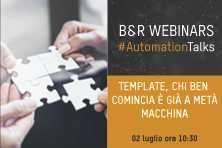 B&R WEBINARS
#AutomationTalks
TEMPLATE, CHI BEN
COMINCIA È GIÀ A METÀ
MACCHINA
02 luglio ore 10:30